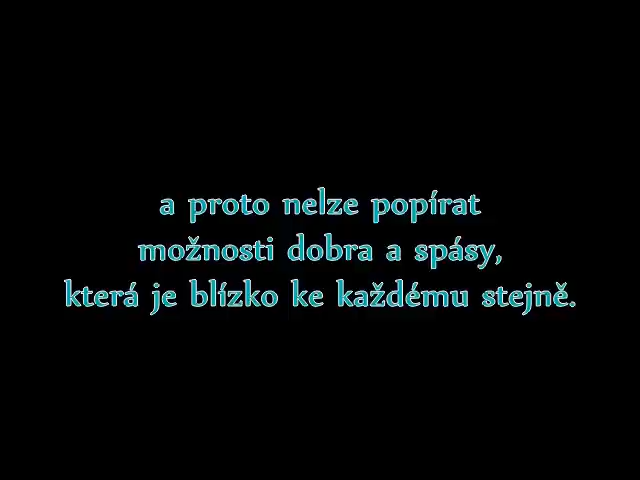 a proto nelze popírat
možnosti dobra a spásy,
která je blízko ke každému stejně.